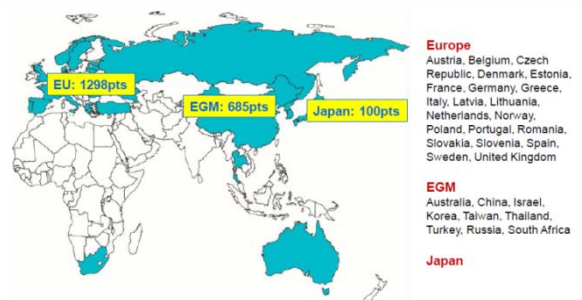 EU: 1298pts
EGM: 685pts
Japan: 100pts
Europe
Austria, Belgium, Czech
Republic, Denmark, Estonia,
France, Germany, Greece,
Italy, Latvia, Lithuania,
Netherlands, Norway,
Poland, Portugal, Romania,
Slovakia, Slovenia, Spain,
Sweden, United Kingdom
EGM
Australia, China, Israel,
Korea, Taiwan, Thailand,
Turkey, Russia, South Africa
Japan